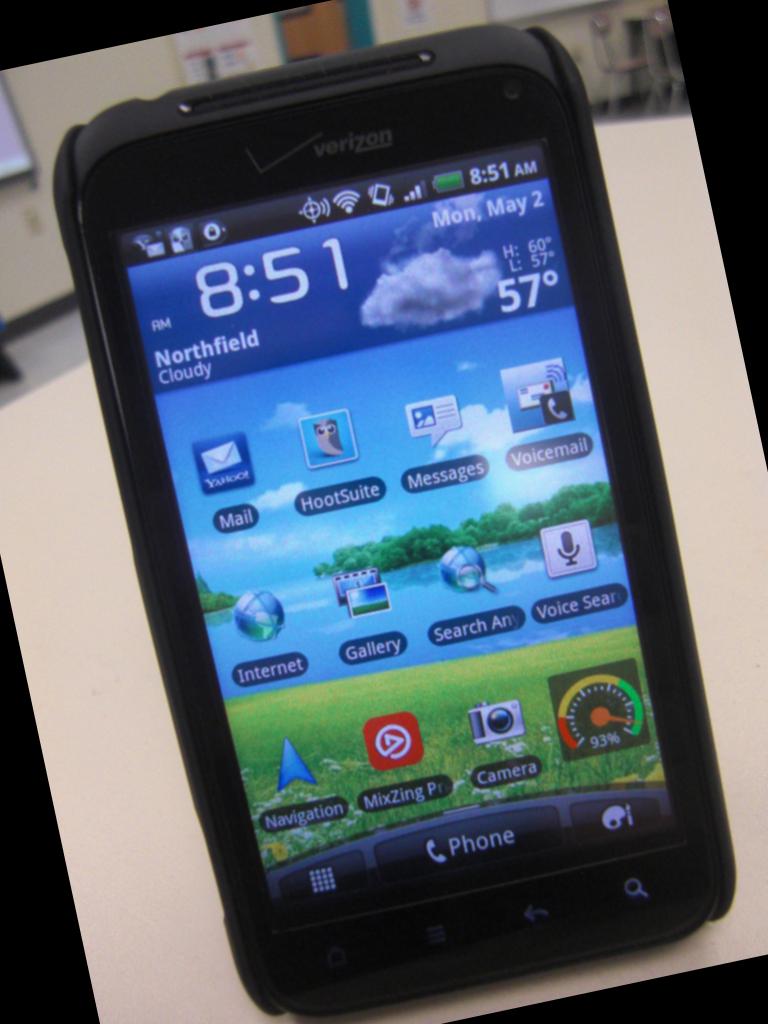 verizon
8:51 AM
Mon, May 2
8:51
AM
H: 60°
L: 57°
57°
Northfield
Cloudy
YAHOO!
Mail
HootSuite
Messages
Voicemail
Internet
Gallery
Search An
Voice Sear
Navigation
MixZing Pr
Camera
93%
Phone